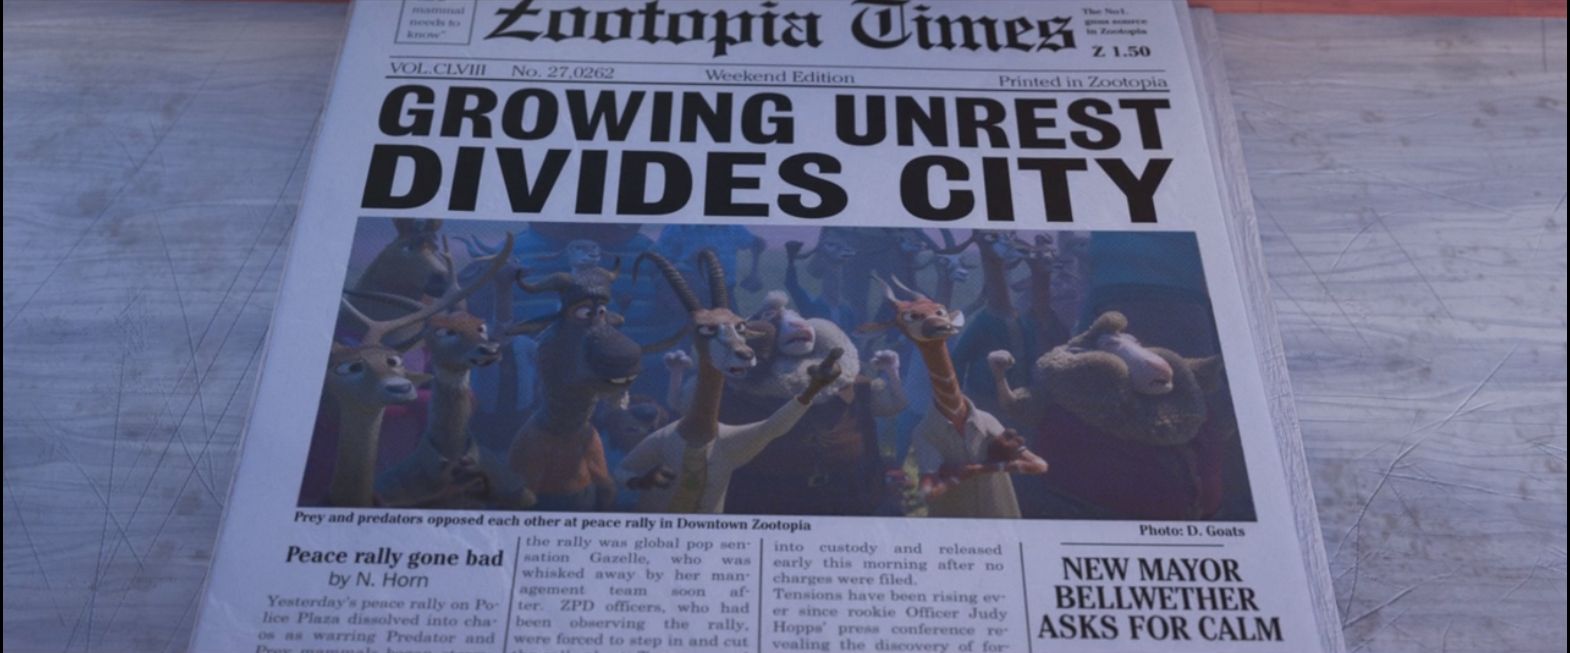 mammal
needs to
know"
Zootopia Times
The No1.
gnus source
in Zootopia
Z 1.50
VOL.CLVIII No. 27,0262 Weekend Edition Printed in Zootopia
GROWING UNREST
DIVIDES CITY
Prey and predators opposed each other at peace rally in Downtown Zootopia
Photo: D. Goats
Peace rally gone bad
by N. Horn
Yesterday's peace rally on Po-
lice Plaza dissolved into cha-
os as warring Predator and
Prey mammals began
the rally was global pop sen-
sation Gazelle, who was
whisked away by her man-
agement team soon af-
ter. ZPD officers, who had
been observing the rally,
were forced to step in and cut
into custody and released
early this morning after no
charges were filed.
Tensions have been rising ev-
er since rookie Officer Judy
Hopps' press conference re-
vealing the discovery of for-
NEW MAYOR
BELLWETHER
ASKS FOR CALM